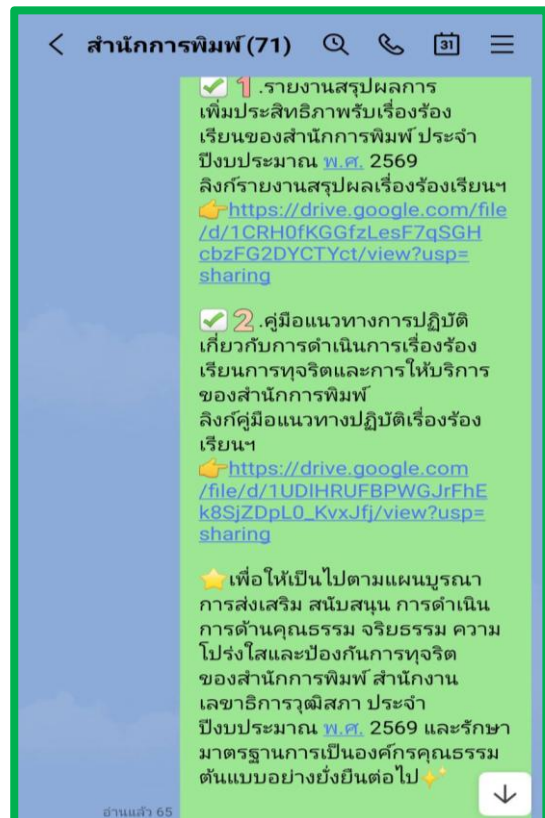 สำนักการพิมพ์ (71)
31
✅ 1 .รายงานสรุปผลการ
เพิ่มประสิทธิภาพรับเรื่องร้อง
เรียนของสำนักการพิมพ์ ประจำ
ปีงบประมาณ พ.ศ. 2569
ลิงก์รายงานสรุปผลเรื่องร้องเรียนฯ
👉https://drive.google.com/file
/d/1CRH0fKGGfzLesF7qSGH
cbzFG2DYCTYct/view?usp=
sharing
✅ 2 .คู่มือแนวทางการปฏิบัติ
เกี่ยวกับการดำเนินการเรื่องร้อง
เรียนการทุจริตและการให้บริการ
ของสำนักการพิมพ์
ลิงก์คู่มือแนวทางปฏิบัติเรื่องร้อง
เรียนฯ
👉https://drive.google.com
/file/d/1UDIHRUFBPWGJrFhE
k8SjZDpL0_KvxJfj/view?usp=
sharing
⭐เพื่อให้เป็นไปตามแผนบูรณา
การส่งเสริม สนับสนุน การดำเนิน
การด้านคุณธรรม จริยธรรม ความ
โปร่งใสและป้องกันการทุจริต
ของสำนักการพิมพ์ สำนักงาน
เลขาธิการวุฒิสภา ประจำ
ปีงบประมาณ พ.ศ. 2569 และรักษา
มาตรฐานการเป็นองค์กรคุณธรรม
ต้นแบบอย่างยั่งยืนต่อไป✨
อ่านแล้ว 65